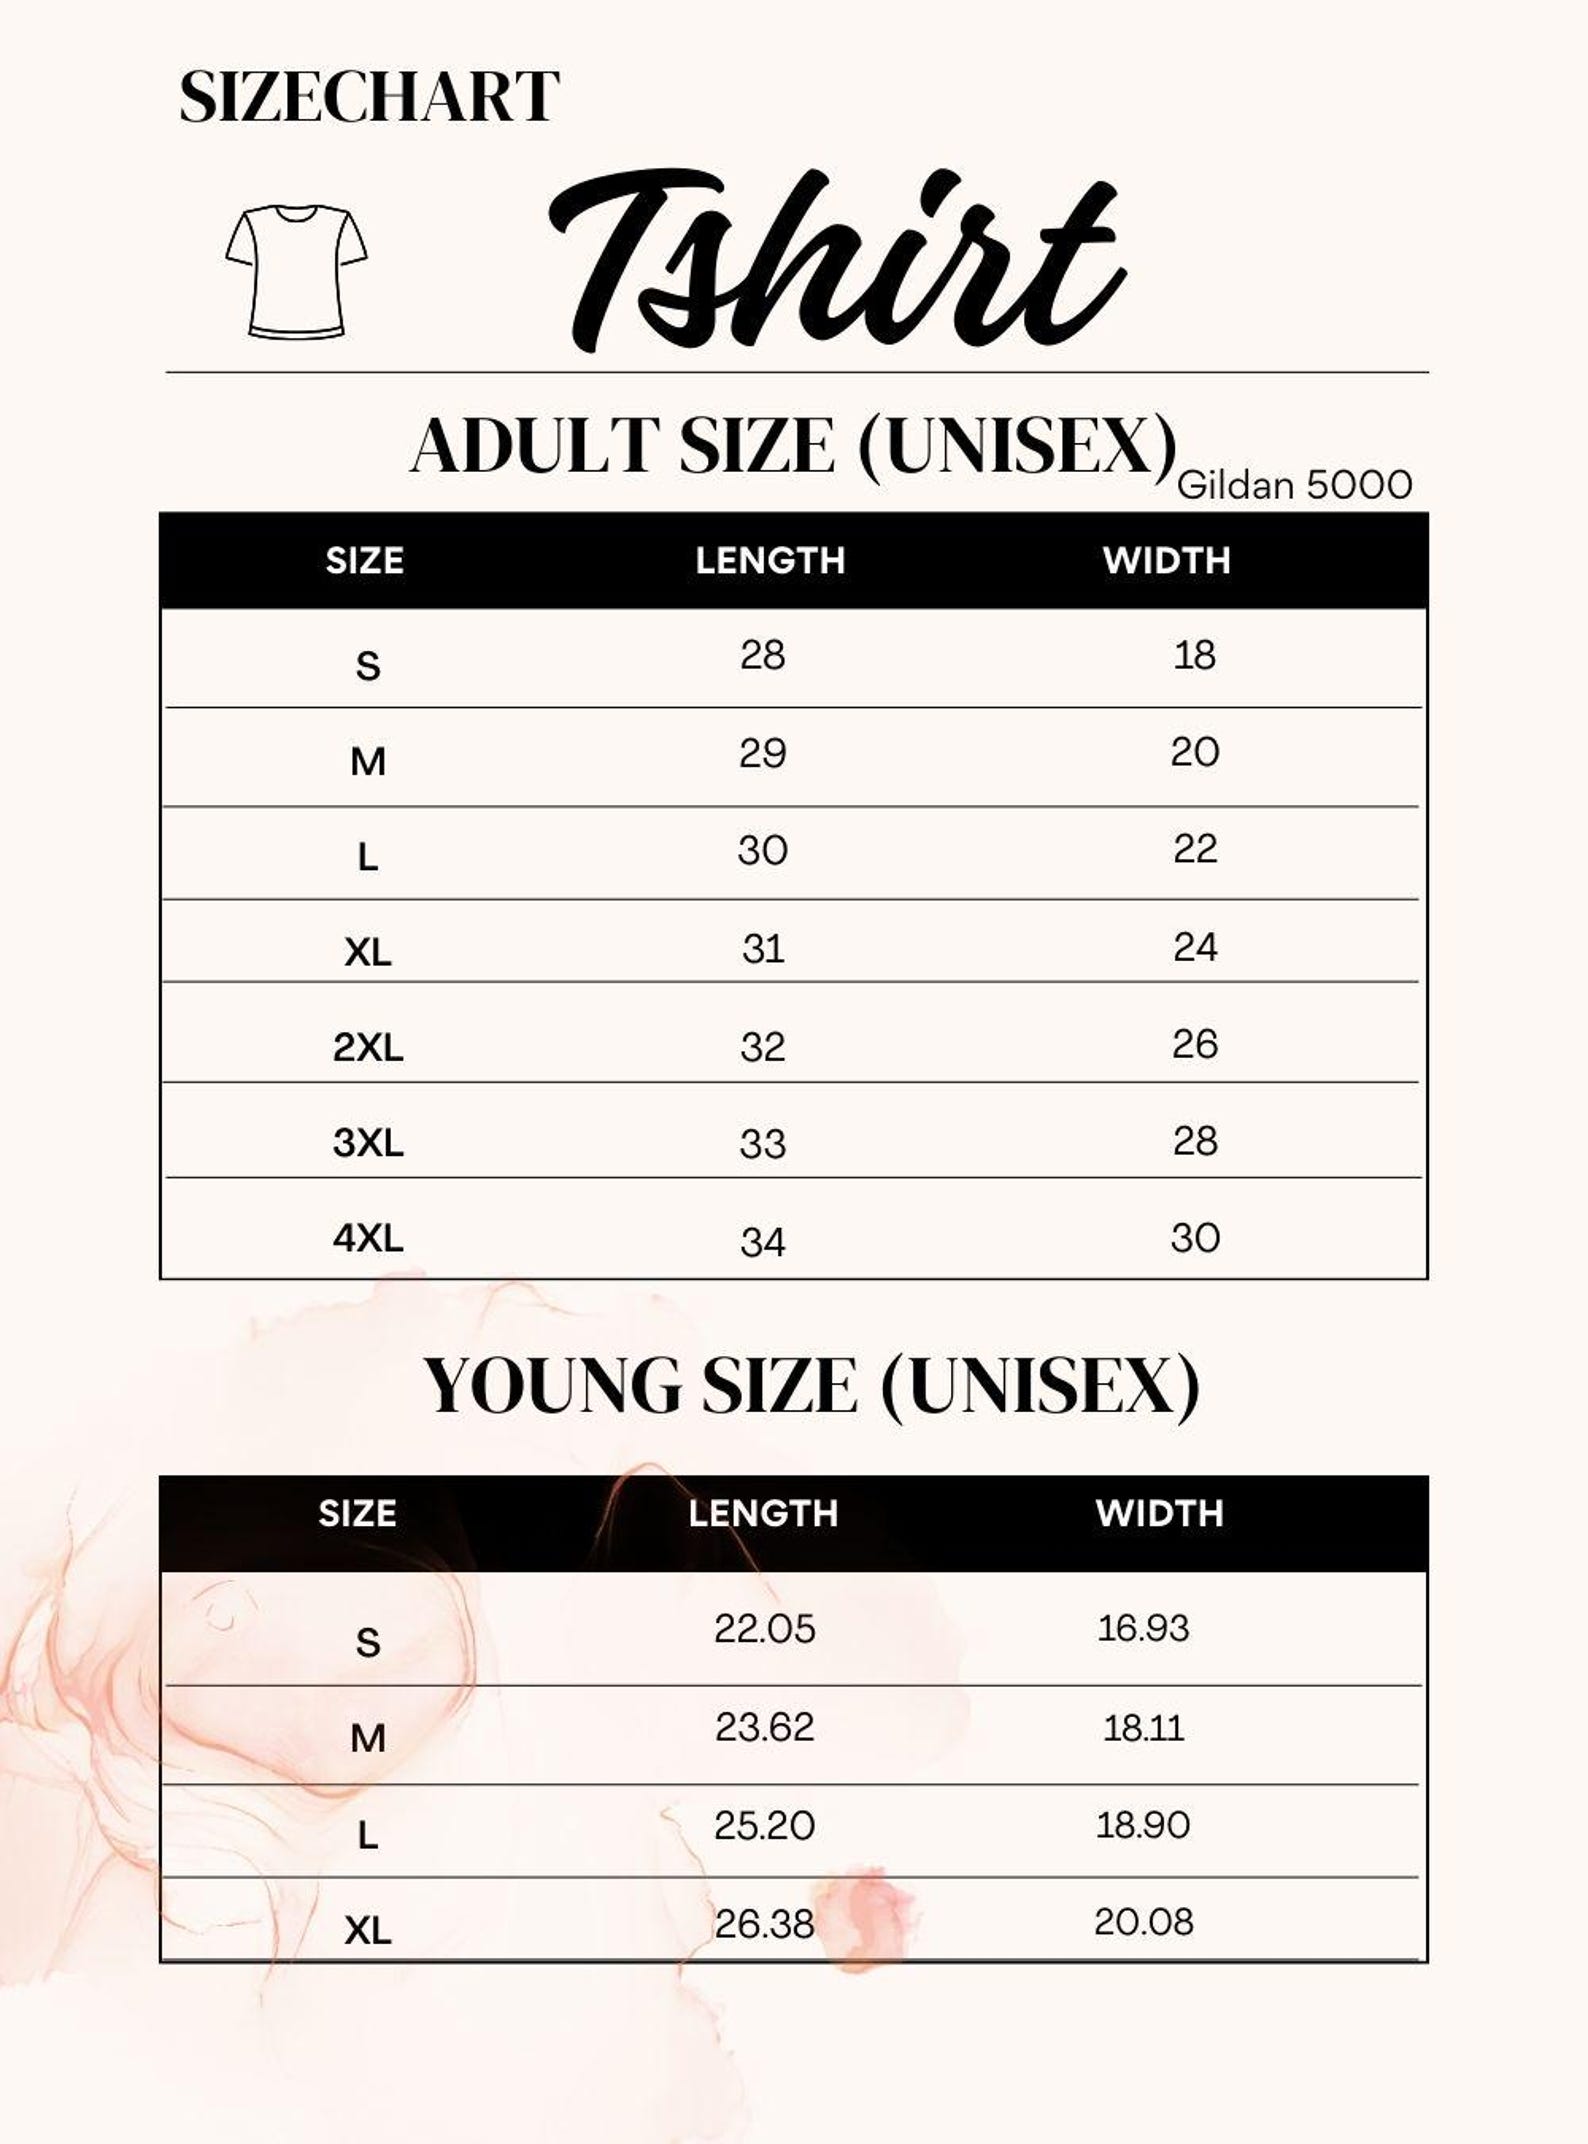 SIZECHART
Tshirt
ADULT SIZE (UNISEX)
Gildan 5000
SIZE LENGTH WIDTH
S 28 18
M 29 20
L 30 22
XL 31 24
2XL 32 26
3XL 33 28
4XL 34 30
YOUNG SIZE (UNISEX)
SIZE LENGTH WIDTH
S 22.05 16.93
M 23.62 18.11
L 25.20 18.90
XL 26.38 20.08